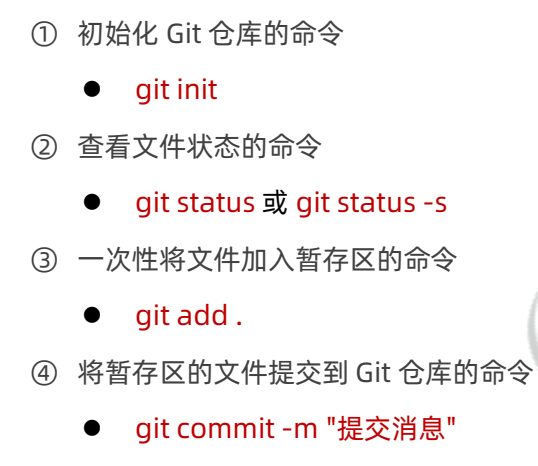 ① 初始化 Git 仓库的命令
● git init
② 查看文件状态的命令
● git status 或 git status -s
③ 一次性将文件加入暂存区的命令
● git add .
④ 将暂存区的文件提交到 Git 仓库的命令
● git commit -m "提交消息"